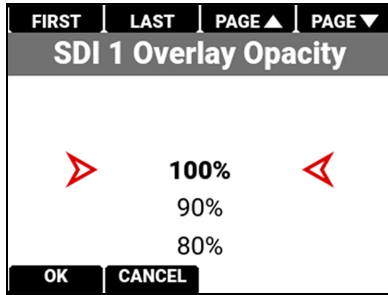 FIRST LAST PAGE▲ PAGE▼
SDI 1 Overlay Opacity
100%
90%
80%
OK CANCEL